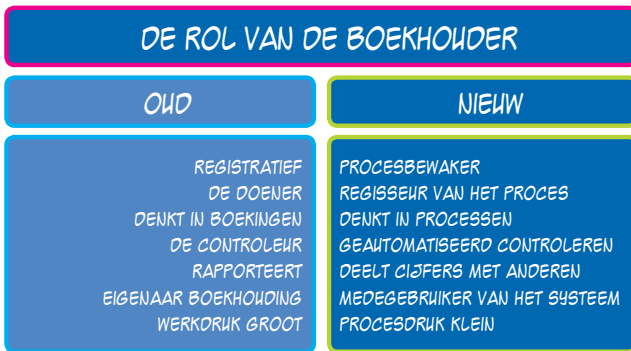 DE ROL VAN DE BOEKHOUDER
OUD
NIEUW
REGISTRATIEF
DE DOENER
DENKT IN BOEKINGEN
DE CONTROLEUR
RAPPORTEERT
EIGENAAR BOEKHOUDING
WERKDRUK GROOT
PROCESBEWAKER
REGISSEUR VAN HET PROCES
DENKT IN PROCESSEN
GEAUTOMATISEERD CONTROLEREN
DEELT CIJFERS MET ANDEREN
MEDEGEBRUIKER VAN HET SYSTEEM
PROCESDRUK KLEIN